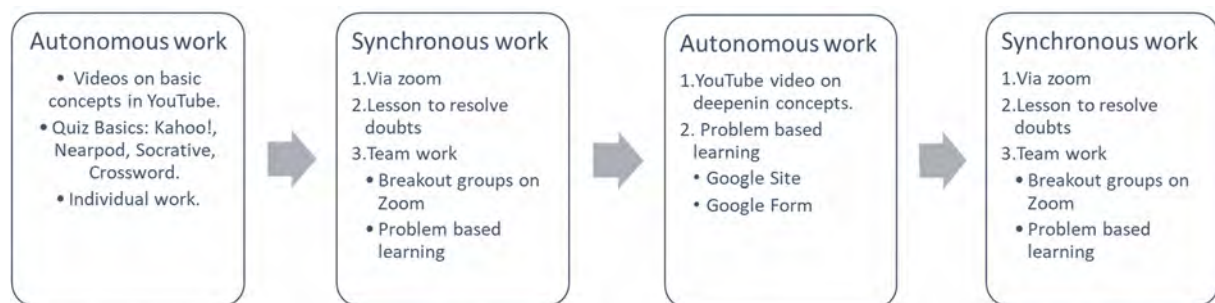 Autonomous work
• Videos on basic
concepts in YouTube.
• Quiz Basics: Kahoo!,
Nearpod, Socrative,
Crossword.
• Individual work.
Synchronous work
1.Via zoom
2.Lesson to resolve
doubts
3.Team work
• Breakout groups on
Zoom
• Problem based
learning
Autonomous work
1.YouTube video on
deepenin concepts.
2. Problem based
learning
• Google Site
• Google Form
Synchronous work
1.Via zoom
2.Lesson to resolve
doubts
3.Team work
• Breakout groups on
Zoom
• Problem based
learning